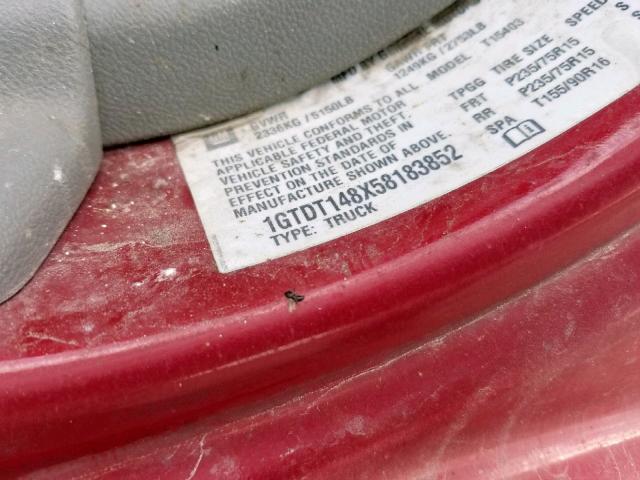 GVWR GAWR FRT
2336KG / 5150LB 1249KG / 2753LB
THIS VEHICLE CONFORMS TO ALL MODEL T15403
APPLICABLE FEDERAL MOTOR
VEHICLE SAFETY AND THEFT.
PREVENTION STANDARDS IN
EFFECT ON THE DATE OF
MANUFACTURE SHOWN ABOVE.
1GTDT148X58183852
TYPE: TRUCK
TPGG TIRE SIZE SPEED
FRT P235/75R15
RR P235/75R15
SPA T155/90R16